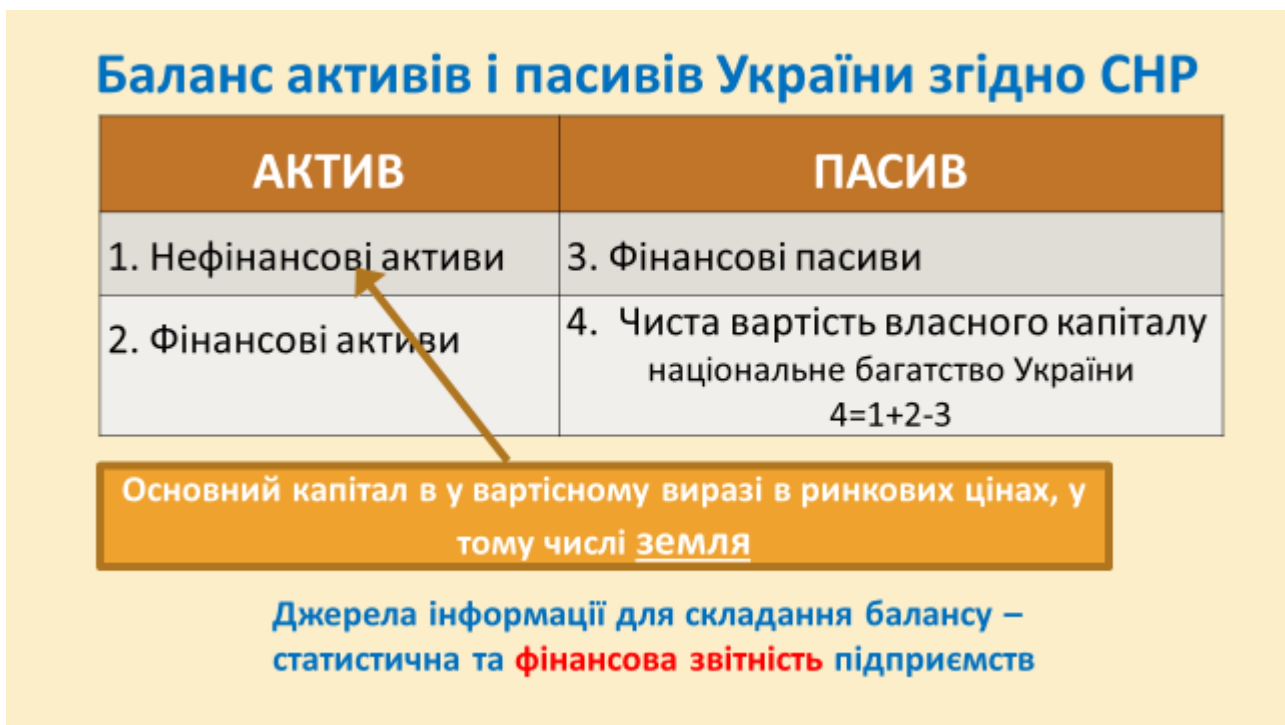 Баланс активів і пасивів України згідно СНР
АКТИВ
ПАСИВ
1. Нефінансові активи
3. Фінансові пасиви
2. Фінансові активи
4. Чиста вартість власного капіталу
національне багатство України
4=1+2-3
Основний капітал в у вартісному виразі в ринкових цінах, у
тому числі земля
Джерела інформації для складання балансу –
статистична та фінансова звітність підприємств